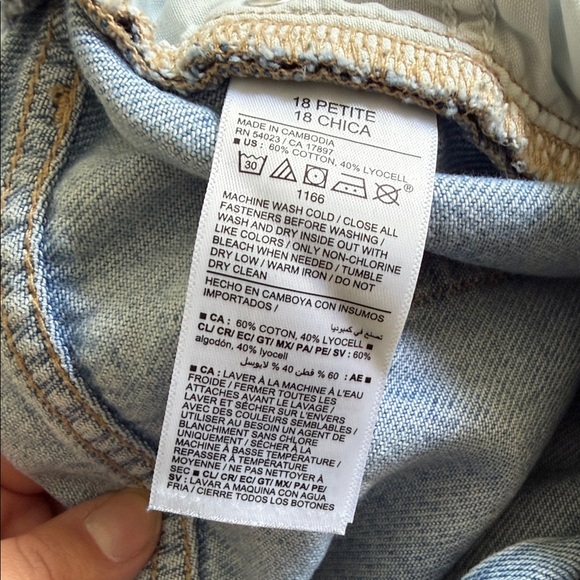 18 PETITE
18 CHICA
MADE IN CAMBODIA
RN 54023 / CA 17897
■ US : 60% COTTON, 40% LYOCELL
30
1166
MACHINE WASH COLD / CLOSE ALL
FASTENERS BEFORE WASHING /
WASH AND DRY INSIDE OUT WITH
LIKE COLORS / ONLY NON-CHLORINE
BLEACH WHEN NEEDED / TUMBLE
DRY LOW / WARM IRON / DO NOT
DRY CLEAN
HECHO EN CAMBOYA CON INSUMOS
IMPORTADOS / تصنع في كمبوديا
■ CA : 60% COTTON, 40% LYOCELL ■
CL/ CR/ EC/ GT/ MX/ PA/ PE/ SV : 60%
algodón, 40% lyocell
■ AE : 60 % قطن 40 % لايوسل
■ CA : LAVER À LA MACHINE À L'EAU
FROIDE / FERMER TOUTES LES
ATTACHES AVANT LE LAVAGE /
LAVER ET SÉCHER SUR L'ENVERS
AVEC DES COULEURS SEMBLABLES /
UTILISER AU BESOIN UN AGENT DE
BLANCHIMENT SANS CHLORE
UNIQUEMENT / SÉCHER À LA
MACHINE À BASSE TEMPÉRATURE /
REPASSER À TEMPÉRATURE
MOYENNE / NE PAS NETTOYER À
SEC ■ CL/ CR/ EC/ GT/ MX/ PA/ PE/
SV : LAVAR A MAQUINA CON AGUA
FRIA / CIERRE TODOS LOS BOTONES